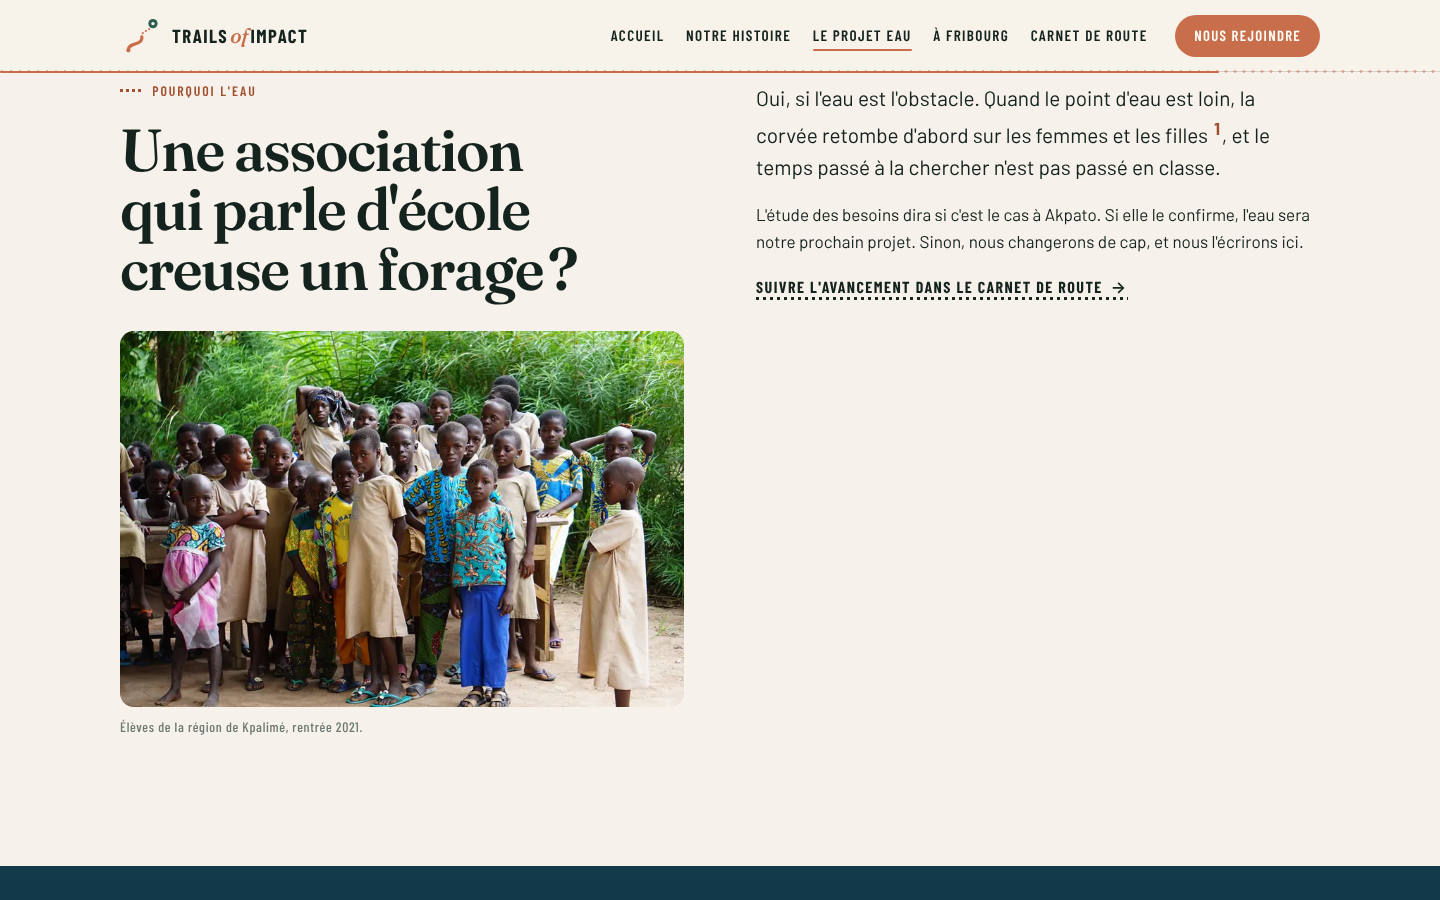 TRAILS of IMPACT
ACCUEIL
NOTRE HISTOIRE
LE PROJET EAU
À FRIBOURG
CARNET DE ROUTE
NOUS REJOINDRE
POURQUOI L'EAU
Une association
qui parle d'école
creuse un forage ?
Élèves de la région de Kpalimé, rentrée 2021.
Oui, si l'eau est l'obstacle. Quand le point d'eau est loin, la
corvée retombe d'abord sur les femmes et les filles 1, et le
temps passé à la chercher n'est pas passé en classe.
L'étude des besoins dira si c'est le cas à Akpato. Si elle le confirme, l'eau sera
notre prochain projet. Sinon, nous changerons de cap, et nous l'écrirons ici.
SUIVRE L'AVANCEMENT DANS LE CARNET DE ROUTE →